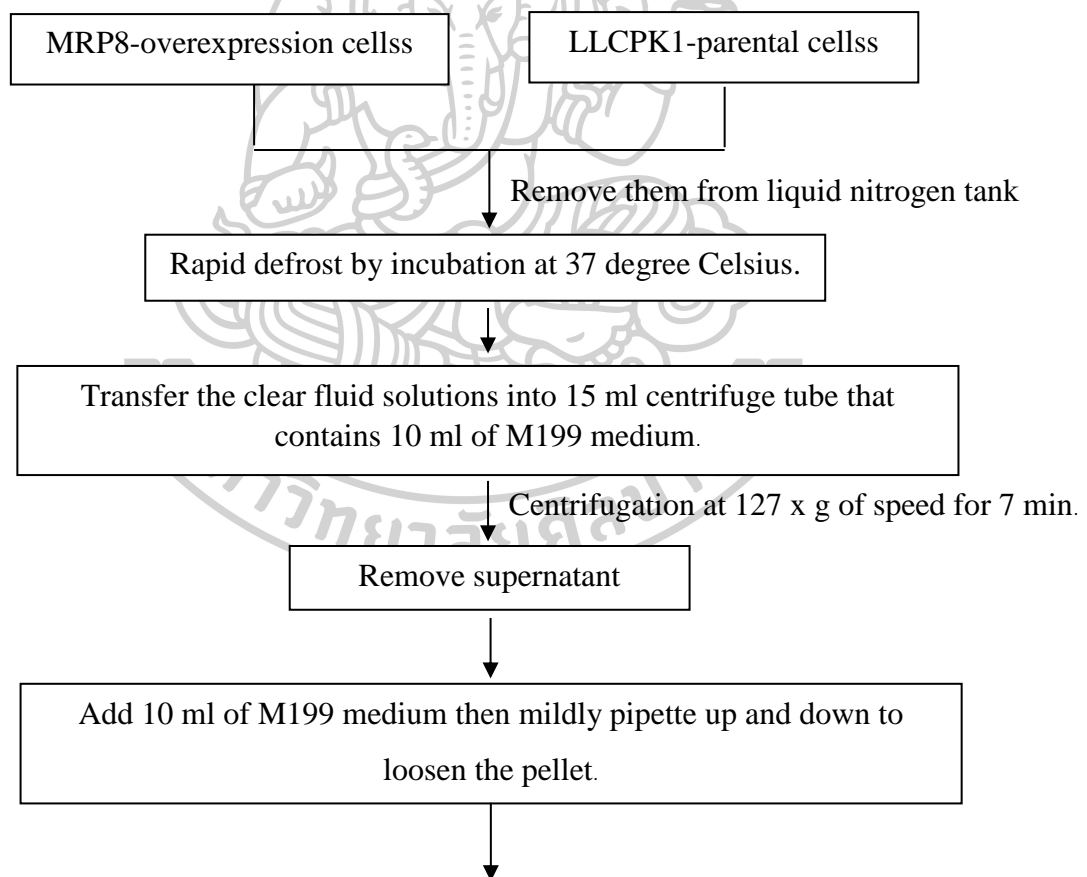 MRP8-overexpression cellss
LLCPK1-parental cellss
Remove them from liquid nitrogen tank
Rapid defrost by incubation at 37 degree Celsius.
Transfer the clear fluid solutions into 15 ml centrifuge tube that
contains 10 ml of M199 medium.
Centrifugation at 127 x g of speed for 7 min.
Remove supernatant
Add 10 ml of M199 medium then mildly pipette up and down to
loosen the pellet.